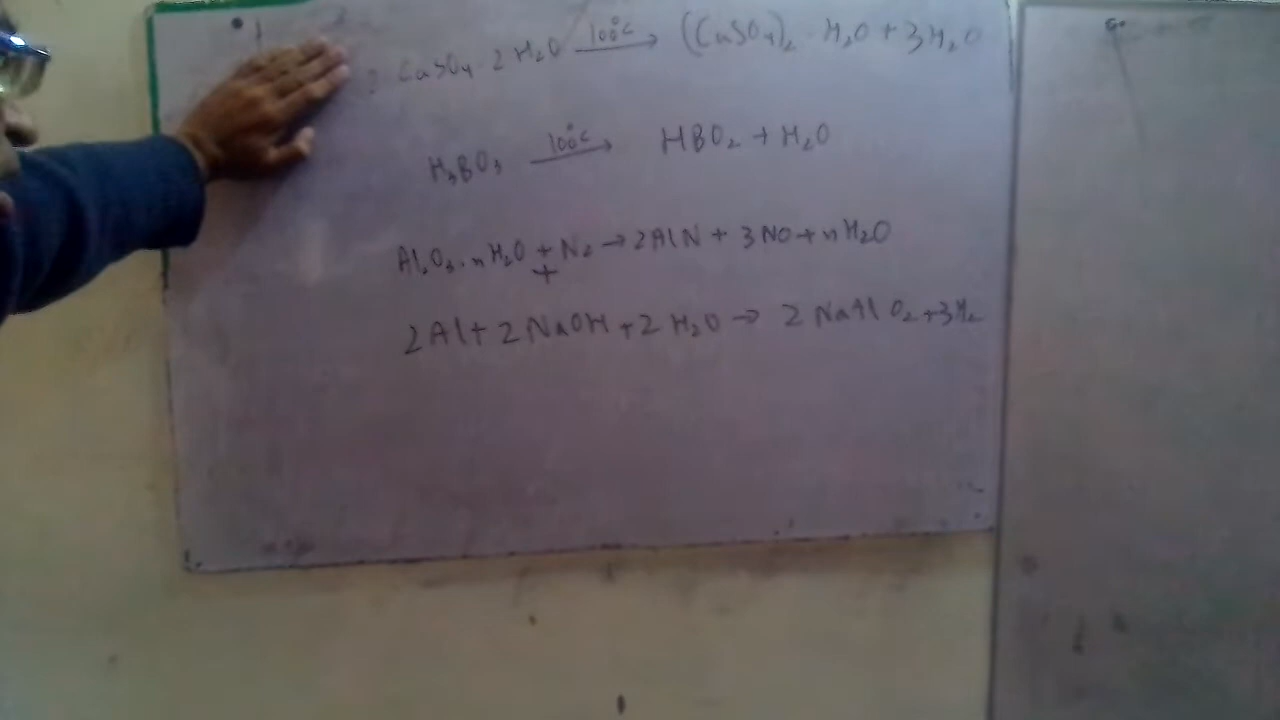 2 CaSO4 2H2O 100°C → (CaSO4)2 · H2O + 3H2O
H3BO3 100°C → HBO2 + H2O
Al2O3 . nH2O + N2 → 2AlN + 3NO + nH2O
+
2Al + 2NaOH + 2H2O → 2NaAlO2 + 3H2